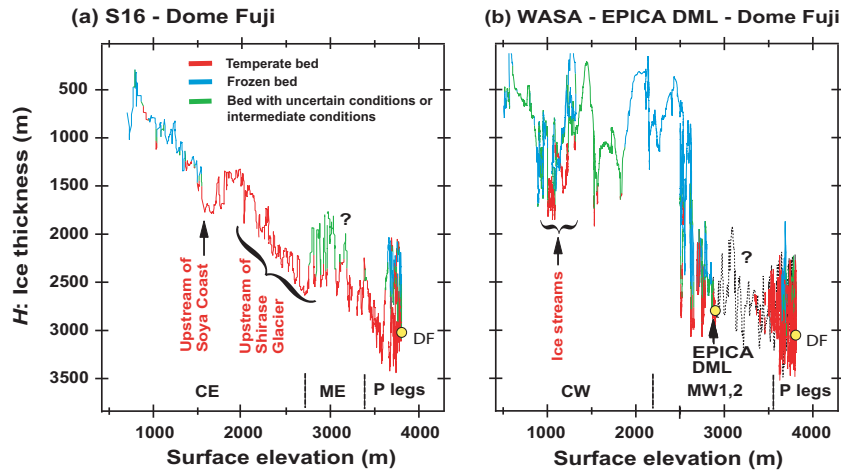 (a) S16 - Dome Fuji
Temperate bed
Frozen bed
Bed with uncertain conditions or
intermediate conditions
H: Ice thickness (m)
500
1000
1500
2000
2500
3000
3500
?
Upstream of
Soya Coast
Upstream of
Shirase
Glacier
DF
CE
ME
P legs
1000
2000
3000
4000
Surface elevation (m)
(b) WASA - EPICA DML - Dome Fuji
?
Ice streams
EPICA
DML
DF
CW
MW1,2
P legs
1000
2000
3000
4000
Surface elevation (m)